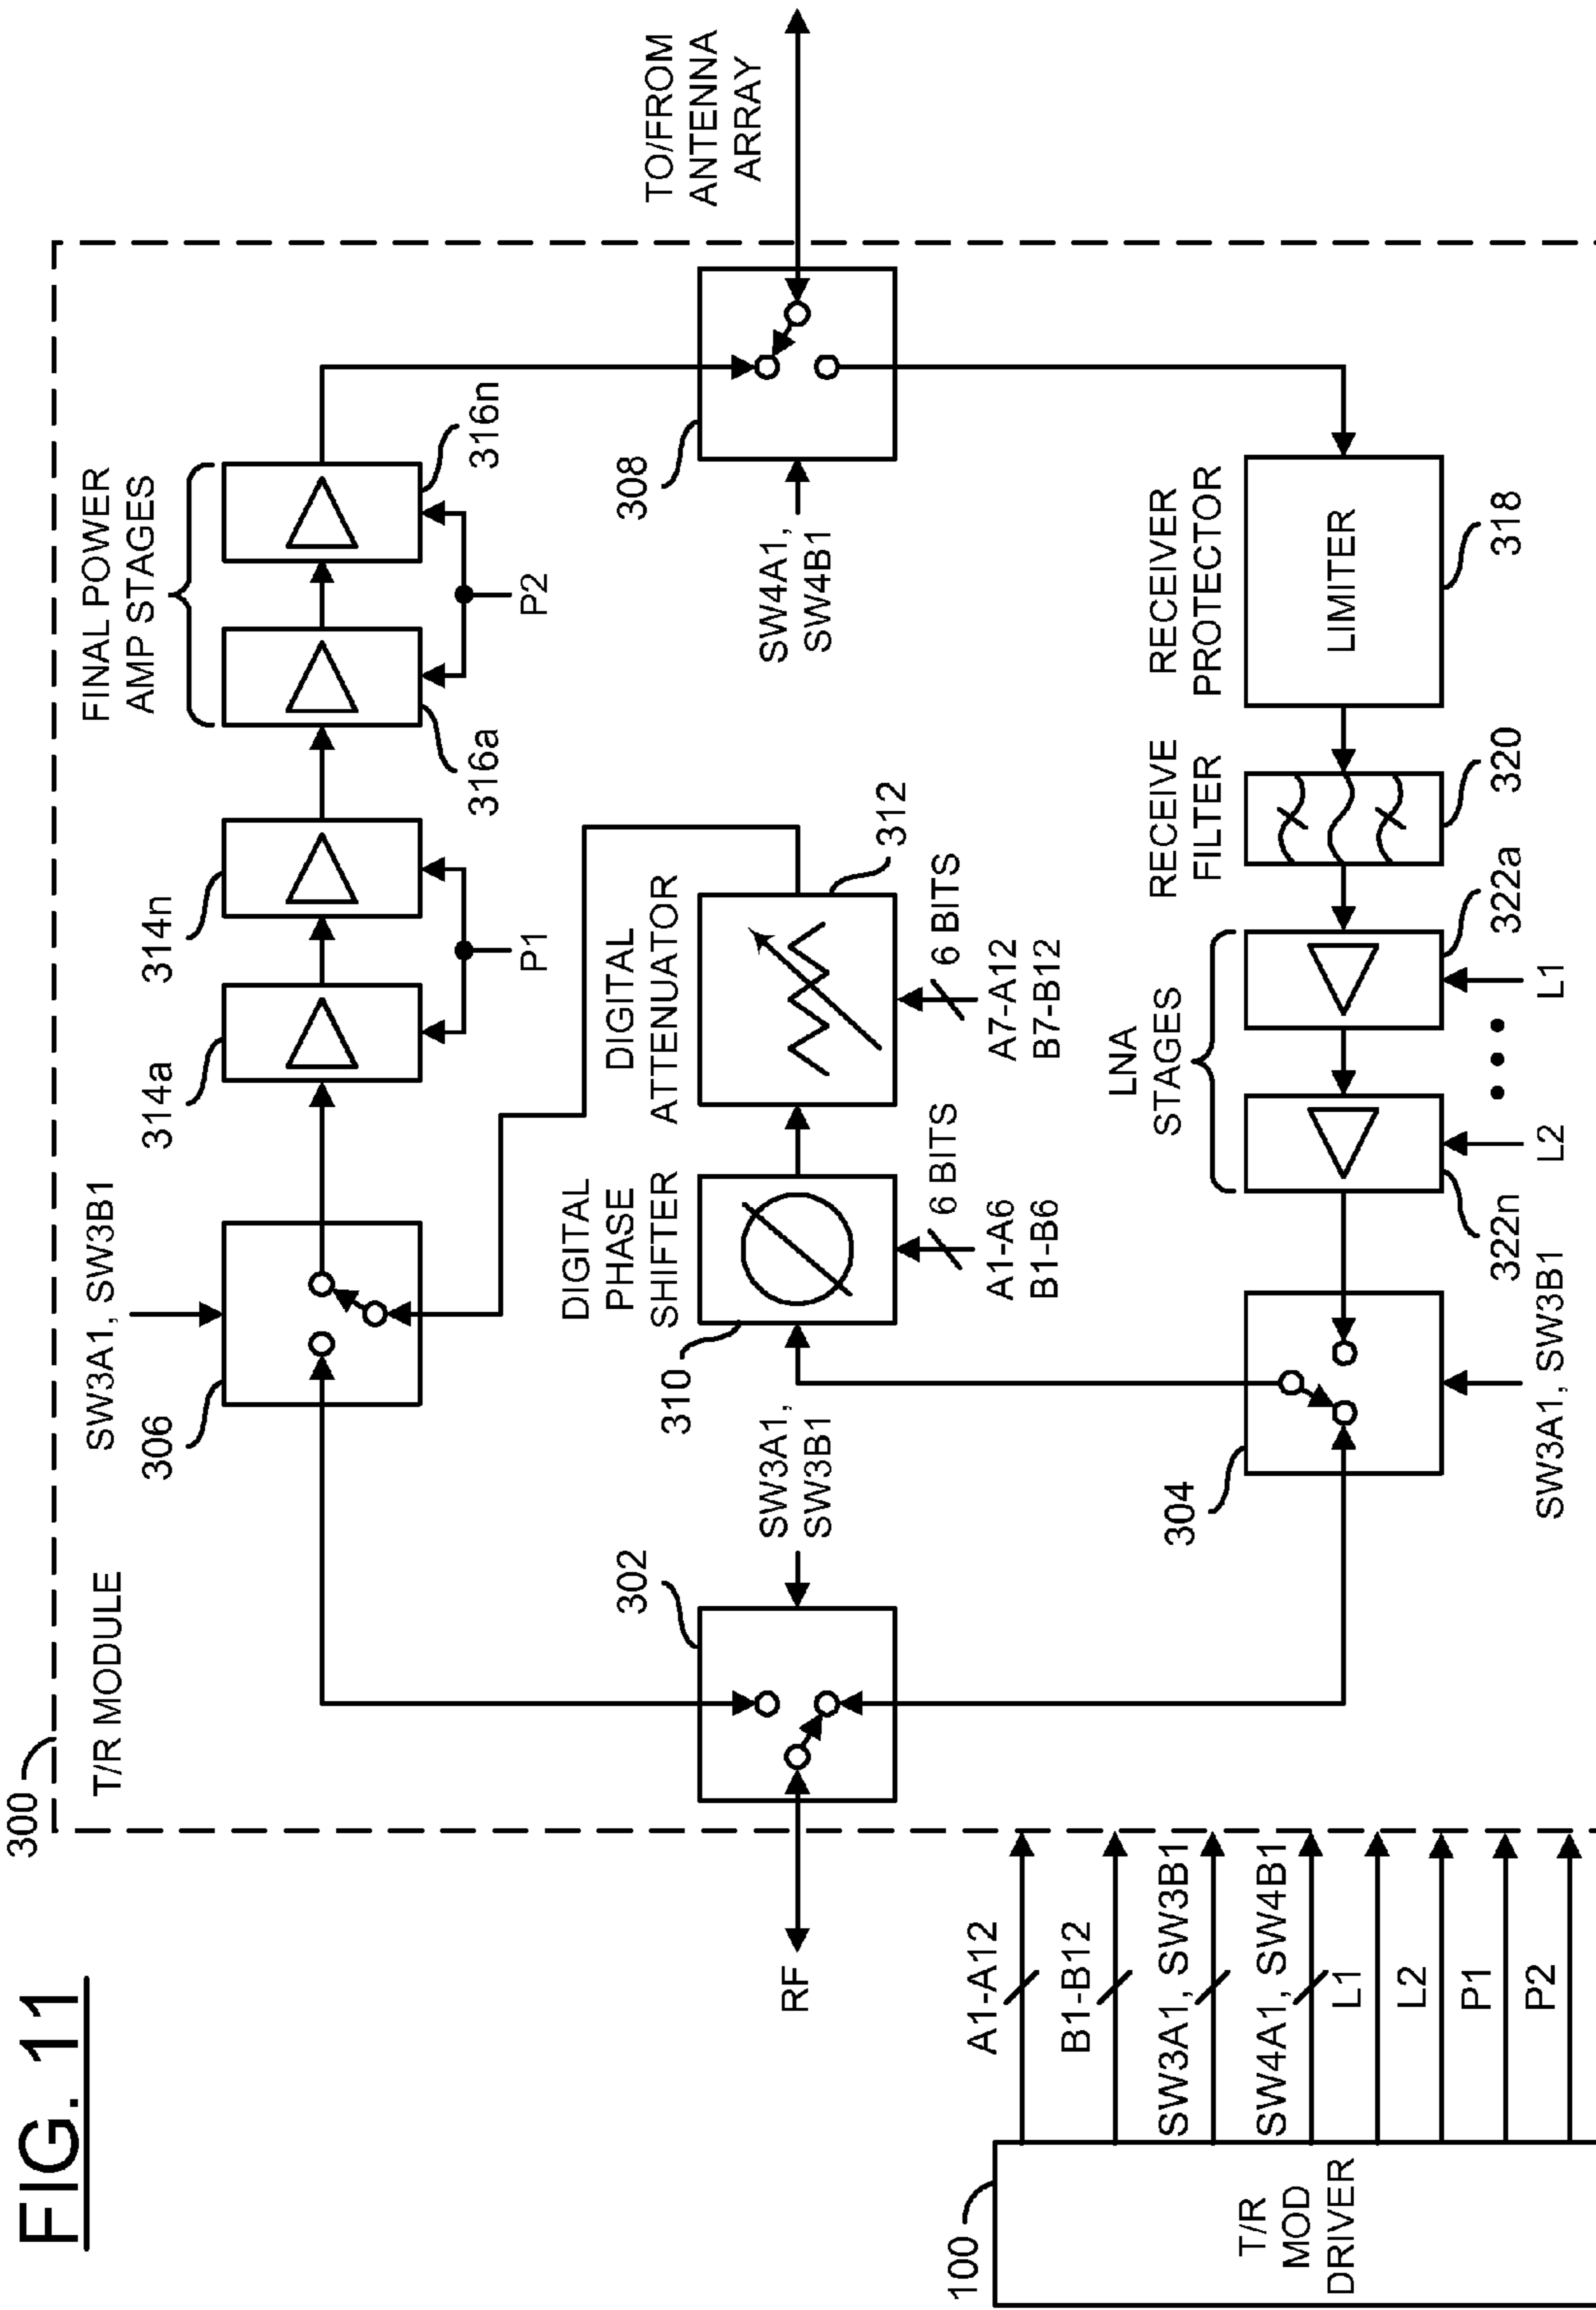 FIG. 11
300
T/R MODULE
SW3A1, SW3B1
306
314a
314n
P1
FINAL POWER
AMP STAGES
316a
316n
P2
TO/FROM
ANTENNA
ARRAY
RF
302
SW3A1,
SW3B1
310
DIGITAL
PHASE
SHIFTER
6 BITS
A1-A6
B1-B6
DIGITAL
ATTENUATOR
312
6 BITS
A7-A12
B7-B12
308
SW4A1,
SW4B1
304
SW3A1, SW3B1
LNA
STAGES
322n
L2
322a
L1
RECEIVE
FILTER
320
RECEIVER
PROTECTOR
LIMITER
318
100
T/R
MOD
DRIVER
A1-A12
B1-B12
SW3A1, SW3B1
SW4A1, SW4B1
L1
L2
P1
P2